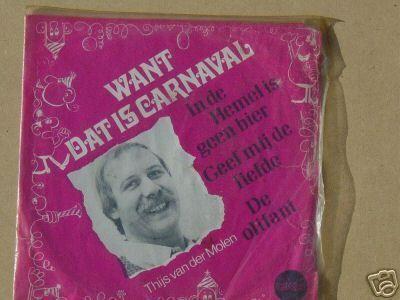 WANT
DAT IS CARNAVAL
In de
Hemel is
geen bier
Geef mij de
liefde
De
olifant
Thijs van der Molen
ebY